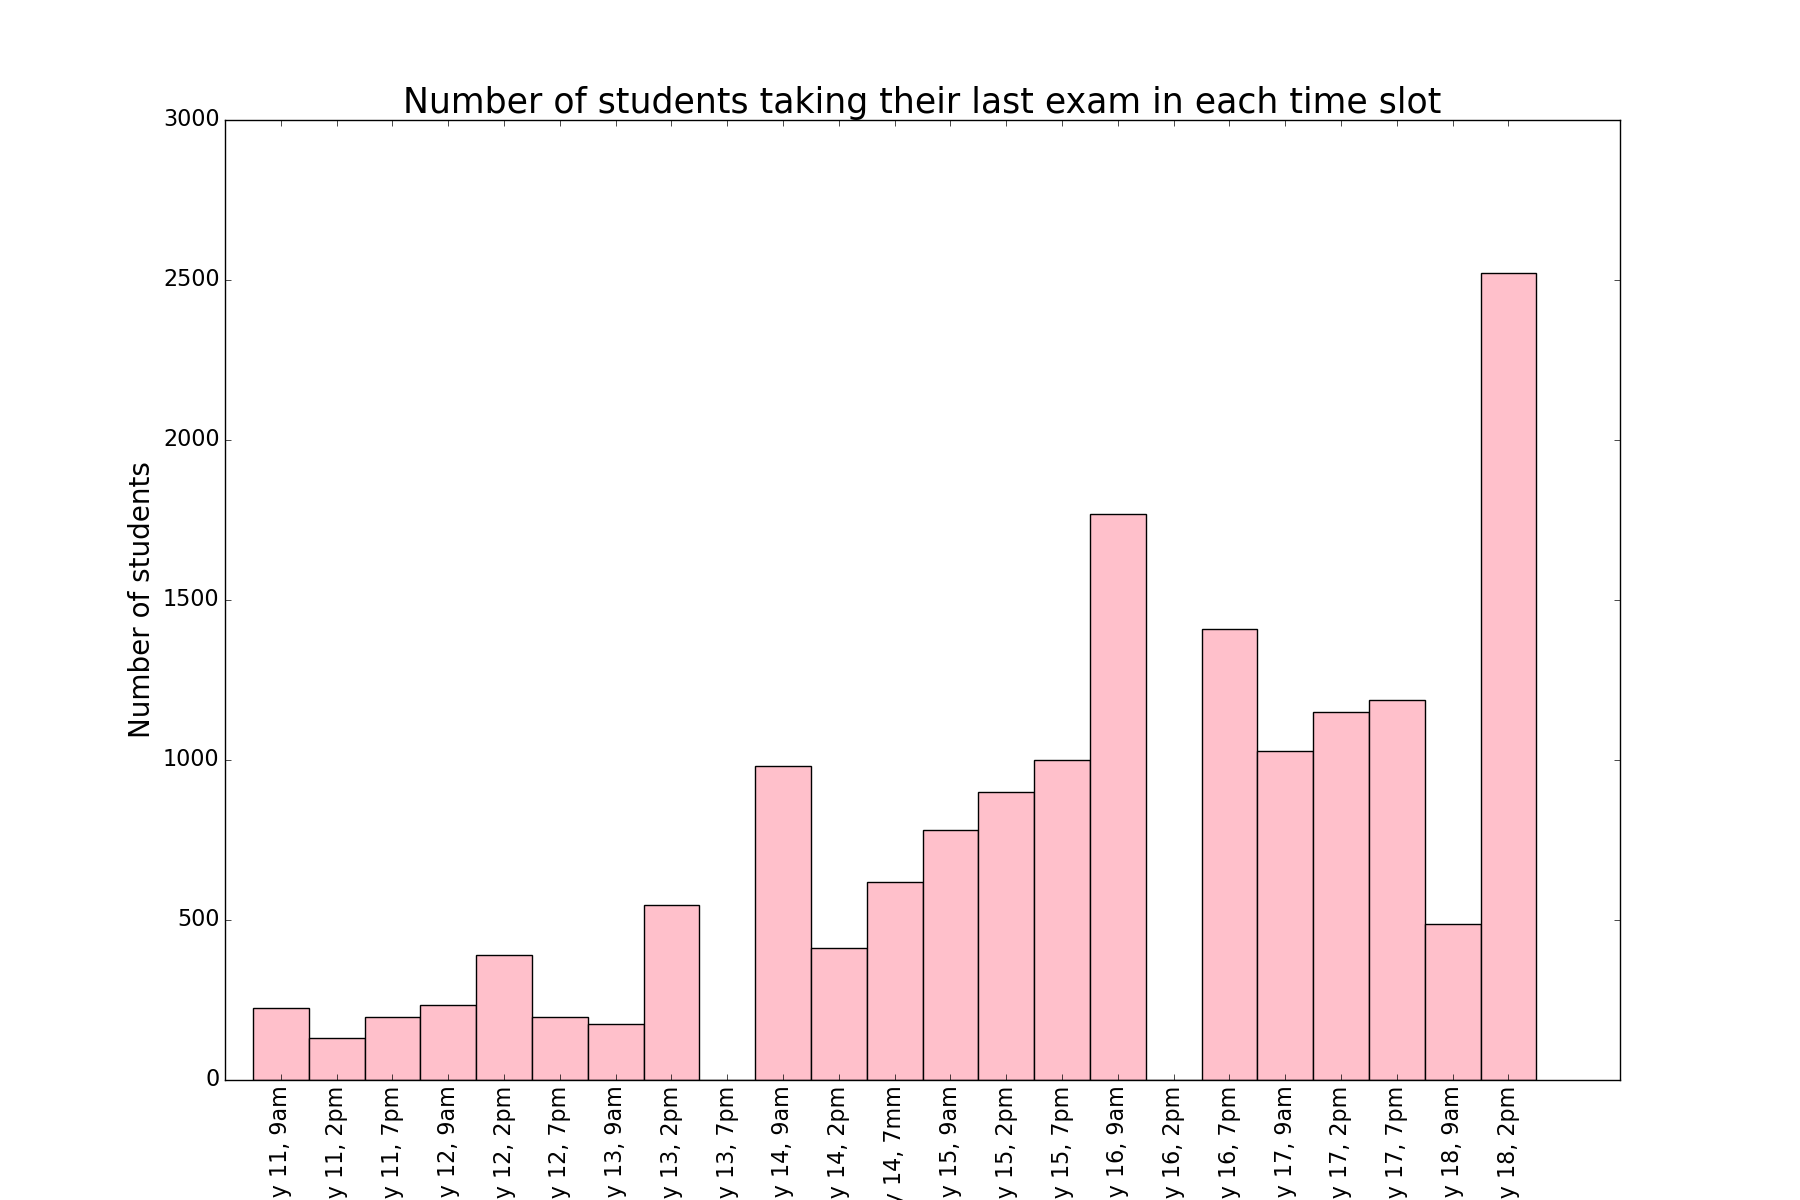 Number of students taking their last exam in each time slot
3000
2500
2000
1500
1000
500
0
Number of students
y 11, 9am
y 11, 2pm
y 11, 7pm
y 12, 9am
y 12, 2pm
y 12, 7pm
y 13, 9am
y 13, 2pm
y 13, 7pm
y 14, 9am
y 14, 2pm
y 14, 7mm
y 15, 9am
y 15, 2pm
y 15, 7pm
y 16, 9am
y 16, 2pm
y 16, 7pm
y 17, 9am
y 17, 2pm
y 17, 7pm
y 18, 9am
y 18, 2pm